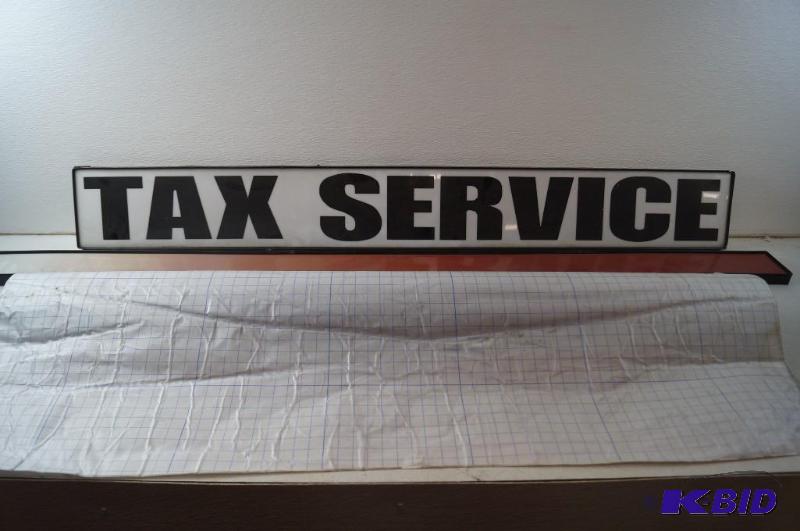 TAX SERVICE
K-BID